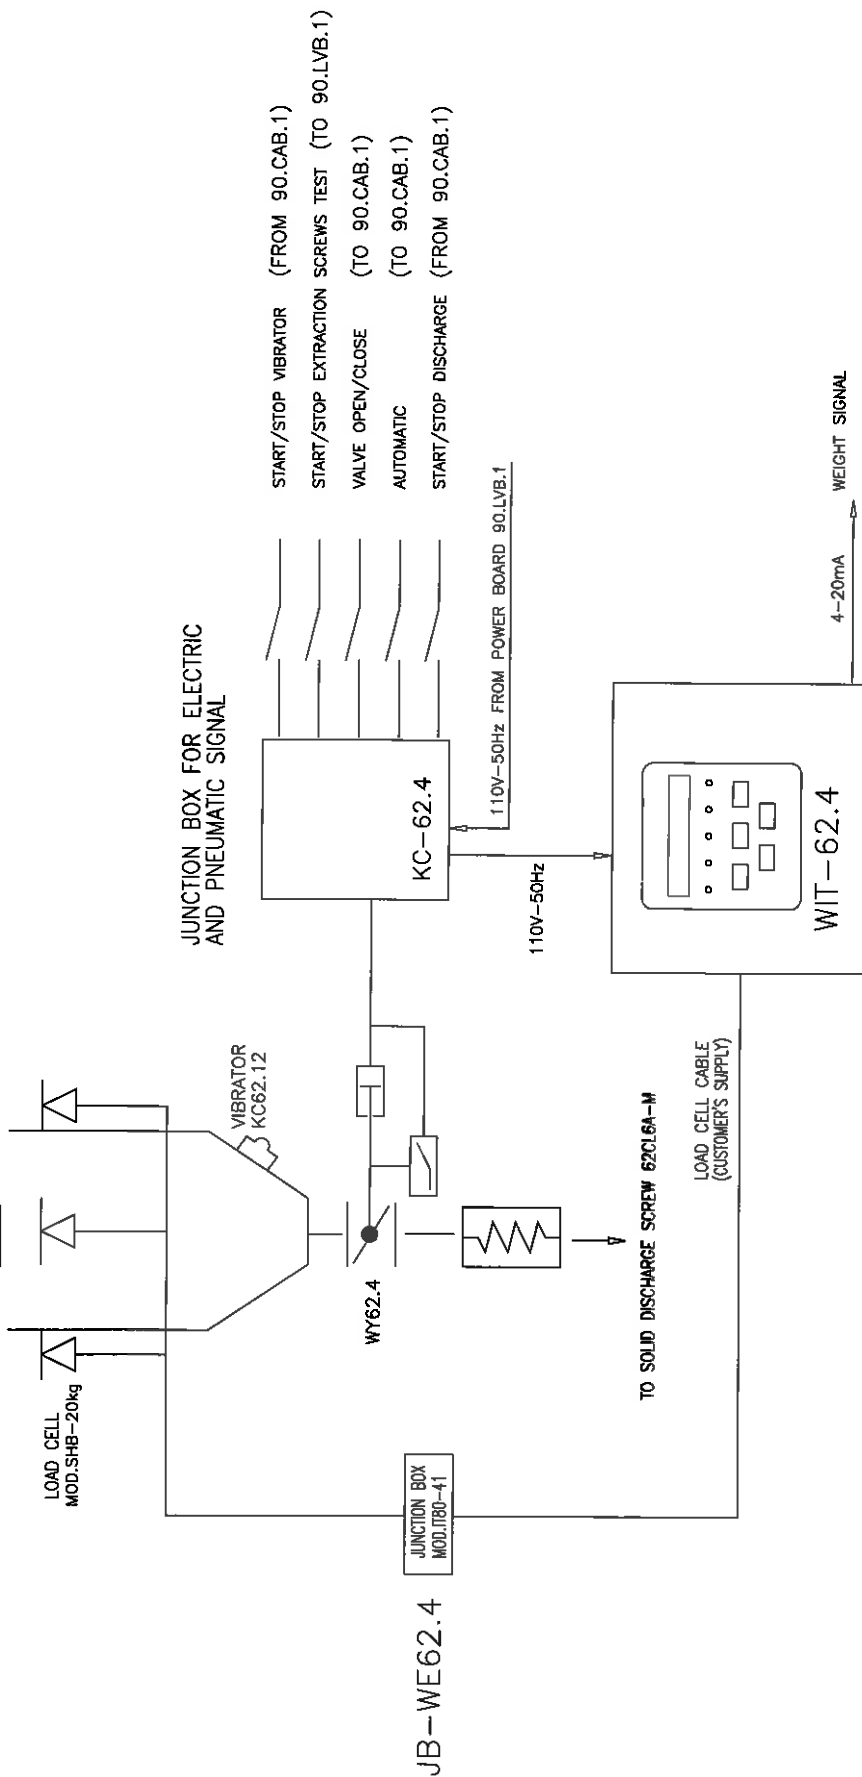 LOAD CELL
MOD.SHB-20kg
VIBRATOR
KC62.12
JUNCTION BOX FOR ELECTRIC
AND PNEUMATIC SIGNAL
START/STOP VIBRATOR (FROM 90.CAB.1)
START/STOP EXTRACTION SCREWS TEST (TO 90.LVB.1)
VALVE OPEN/CLOSE (TO 90.CAB.1)
AUTOMATIC (TO 90.CAB.1)
START/STOP DISCHARGE (FROM 90.CAB.1)
WY62.4
KC-62.4
110V-50Hz FROM POWER BOARD 90.LVB.1
110V-50Hz
JB-WE62.4
JUNCTION BOX
MOD.IT80-41
TO SOLID DISCHARGE SCREW 62CL6A-M
LOAD CELL CABLE
(CUSTOMER'S SUPPLY)
WIT-62.4
4-20mA
WEIGHT SIGNAL